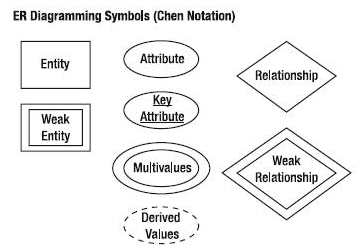 ER Diagramming Symbols (Chen Notation)
Entity
Attribute
Relationship
Weak
Entity
Key
Attribute
Multivalues
Weak
Relationship
Derived
Values